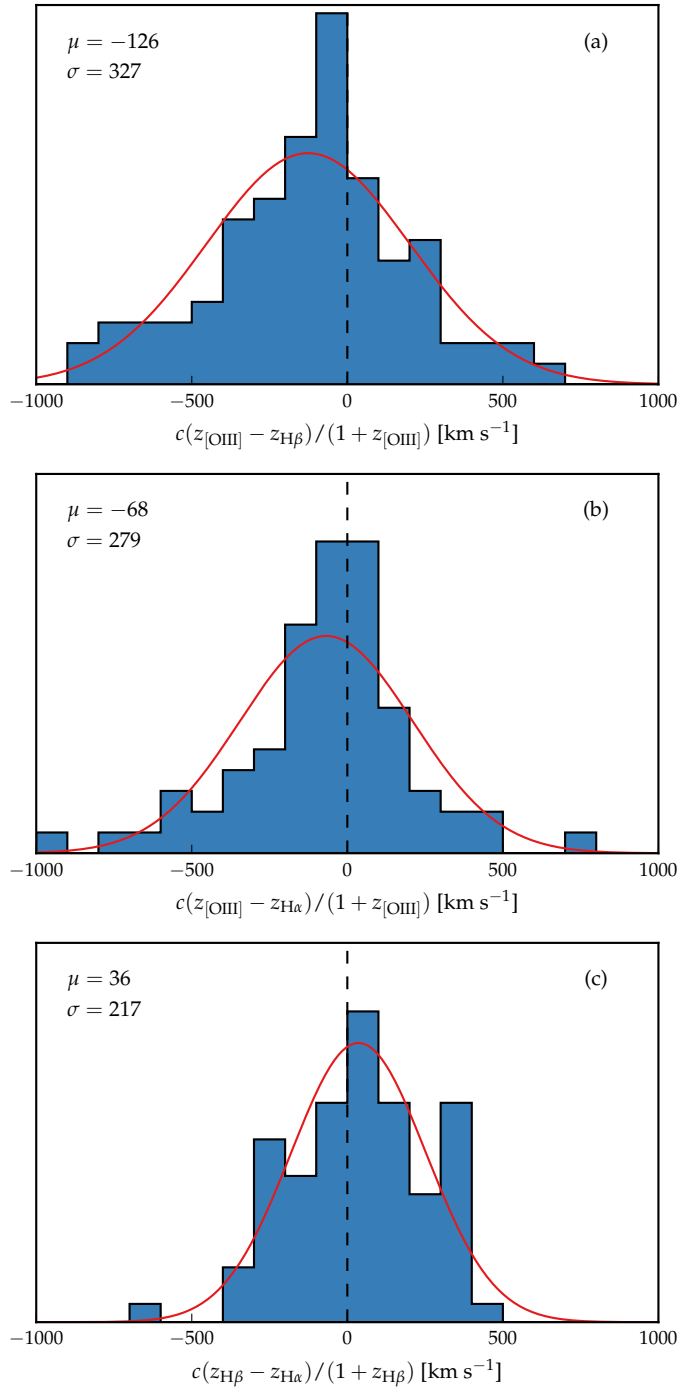 μ = −126
(a)
σ = 327
−1000 −500 0 500 1000
c(z[OIII] − zHβ)/(1 + z[OIII]) [km s−1]
μ = −68
(b)
σ = 279
−1000 −500 0 500 1000
c(z[OIII] − zHα)/(1 + z[OIII]) [km s−1]
μ = 36
(c)
σ = 217
−1000 −500 0 500 1000
c(zHβ − zHα)/(1 + zHβ) [km s−1]